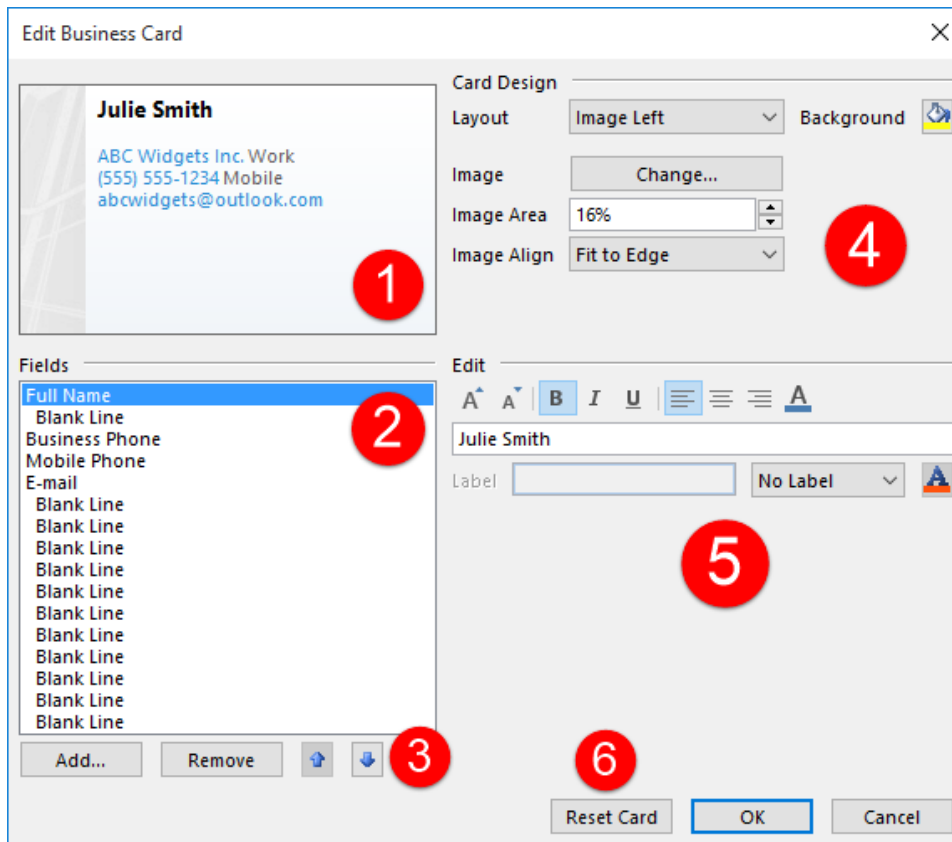 Edit Business Card
Julie Smith
ABC Widgets Inc. Work
(555) 555-1234 Mobile
abcwidgets@outlook.com
1
Card Design
Layout
Image Left
Background
Image
Change...
Image Area
16%
Image Align
Fit to Edge
4
Fields
Full Name
Blank Line
Business Phone
Mobile Phone
E-mail
Blank Line
Blank Line
Blank Line
Blank Line
Blank Line
Blank Line
Blank Line
Blank Line
Blank Line
Blank Line
Blank Line
2
Add...
Remove
3
Edit
A A B I U A
Julie Smith
Label
No Label
A
5
6
Reset Card
OK
Cancel